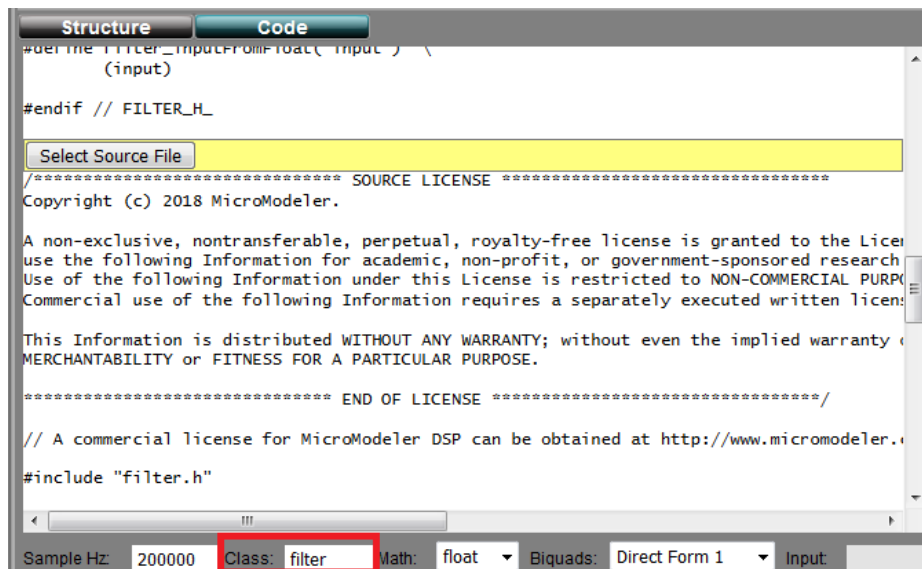 Structure Code
#define filter_inputFromFloat( input ) \
(input)
#endif // FILTER_H_
Select Source File
/******************************* SOURCE LICENSE *********************************
Copyright (c) 2018 MicroModeler.
A non-exclusive, nontransferable, perpetual, royalty-free license is granted to the
use the following Information for academic, non-profit, or government-sponsored research
Use of the following Information under this License is restricted to NON-COMMERCIAL
Commercial use of the following Information requires a separately executed written
This Information is distributed WITHOUT ANY WARRANTY; without even the implied warranty
MERCHANTABILITY or FITNESS FOR A PARTICULAR PURPOSE.
******************************* END OF LICENSE *********************************/
// A commercial license for MicroModeler DSP can be obtained at http://www.micromodeler.
#include "filter.h"
Sample Hz: 200000 Class: filter Math: float Biquads: Direct Form 1 Input: